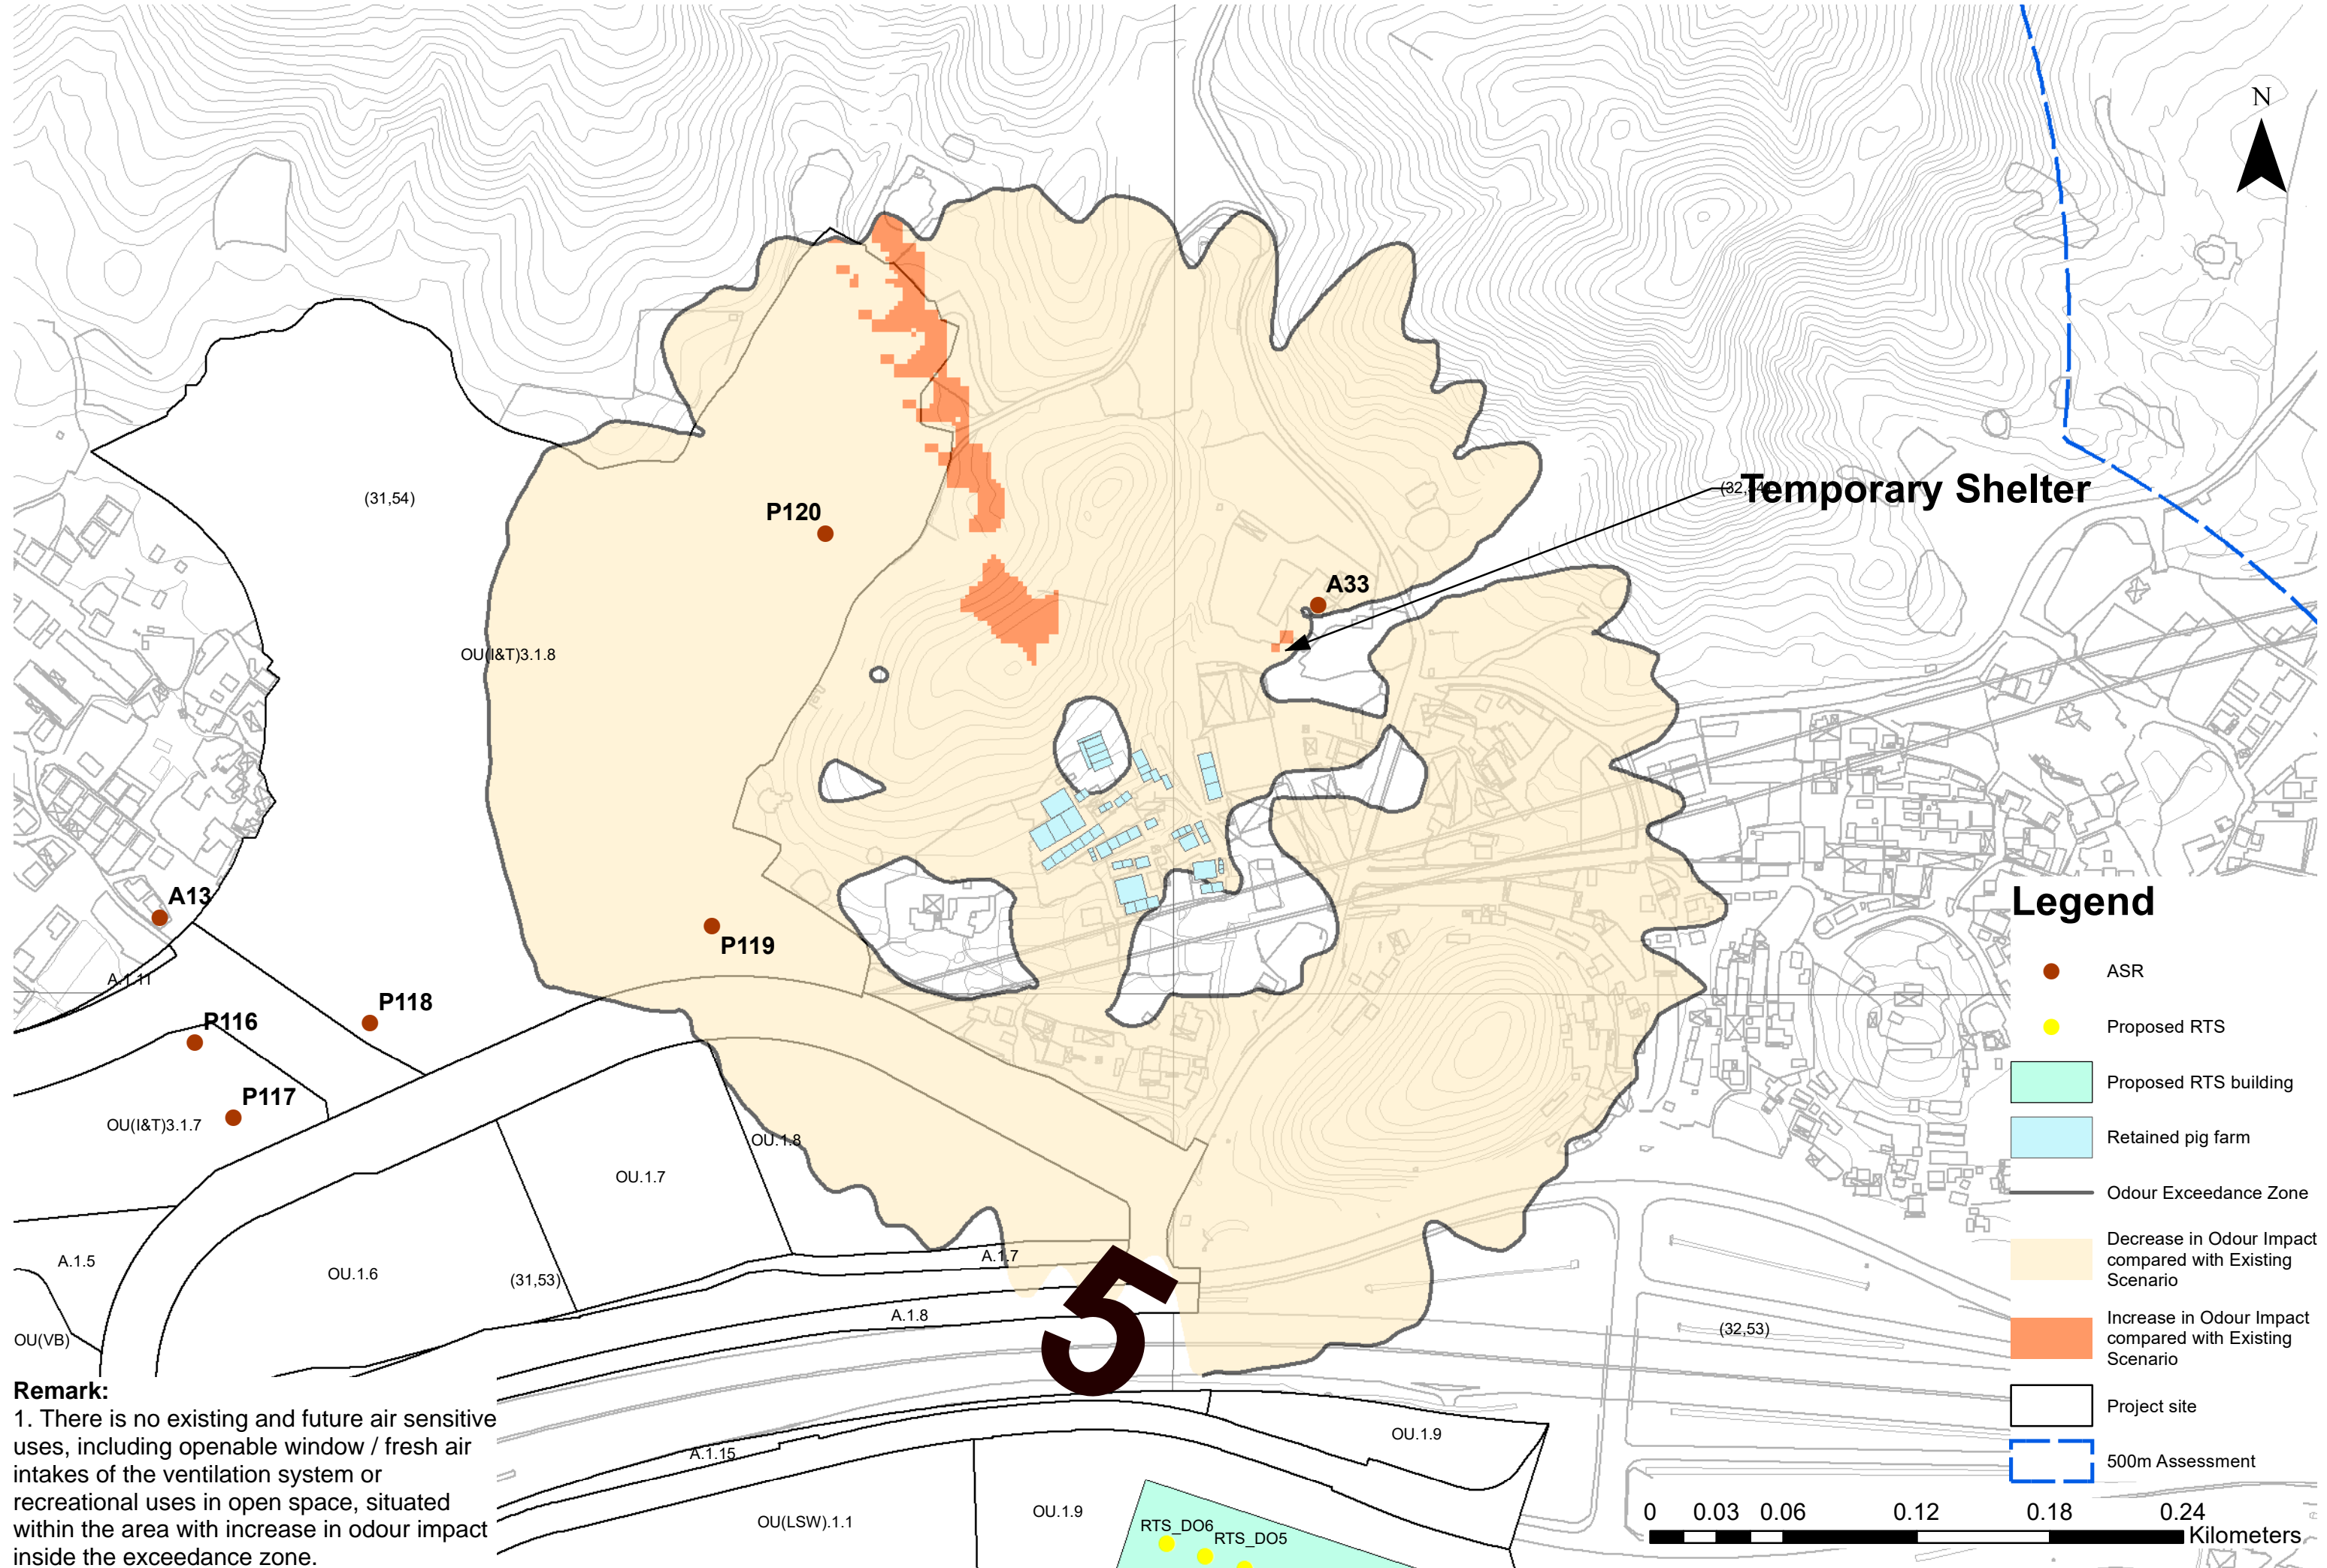 N
(31,54)
P120
(32,54)
Temporary Shelter
A33
OU(I&T)3.1.8
A13
P119
A.1.11
P118
P116
P117
OU(I&T)3.1.7
OU.1.8
OU.1.7
A.1.5
OU.1.6
(31,53)
A.1.7
A.1.8
OU(VB)
5
(32,53)
A.1.15
OU.1.9
OU(LSW).1.1
OU.1.9
RTS_DO6
RTS_DO5
Legend
ASR
Proposed RTS
Proposed RTS building
Retained pig farm
Odour Exceedance Zone
Decrease in Odour Impact
compared with Existing
Scenario
Increase in Odour Impact
compared with Existing
Scenario
Project site
500m Assessment
0 0.03 0.06 0.12 0.18 0.24
Kilometers
Remark:
1. There is no existing and future air sensitive
uses, including openable window / fresh air
intakes of the ventilation system or
recreational uses in open space, situated
within the area with increase in odour impact
inside the exceedance zone.